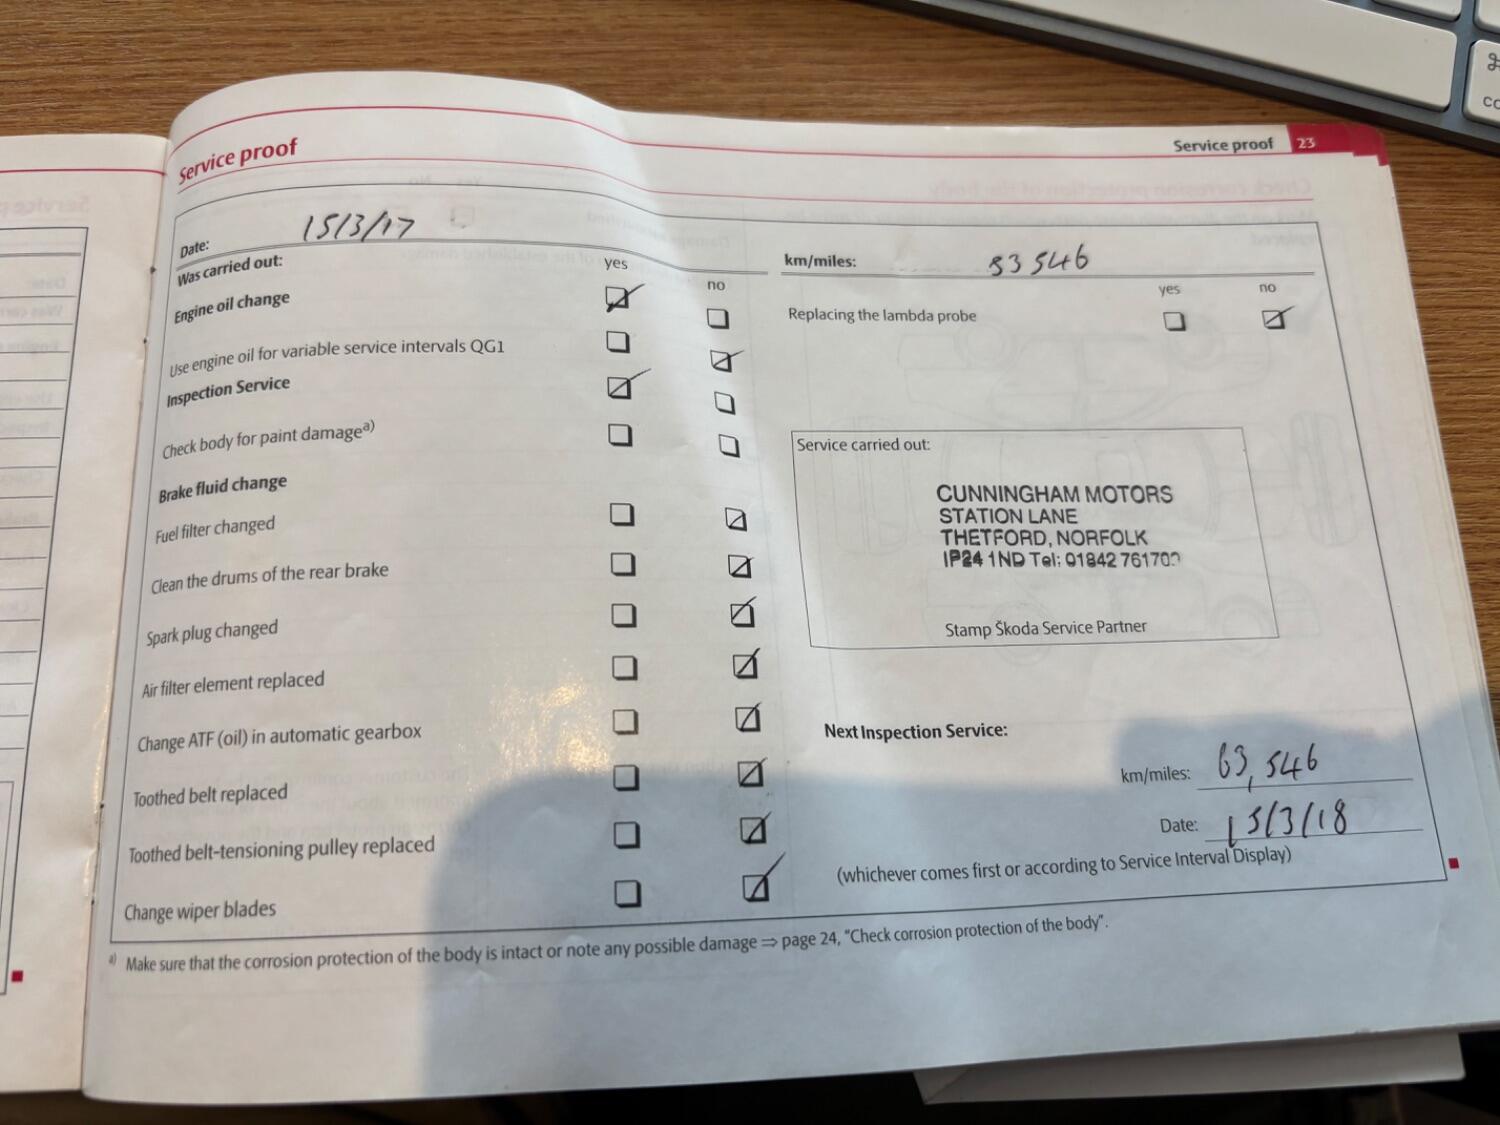 Service proof
Service proof 23
Date: 15/3/17
km/miles: 53546
Was carried out:
yes
no
Engine oil change
Use engine oil for variable service intervals QG1
Inspection Service
Check body for paint damage a)
Brake fluid change
Fuel filter changed
Clean the drums of the rear brake
Spark plug changed
Air filter element replaced
Change ATF (oil) in automatic gearbox
Toothed belt replaced
Toothed belt-tensioning pulley replaced
Change wiper blades
yes
no
Replacing the lambda probe
Service carried out:
CUNNINGHAM MOTORS
STATION LANE
THETFORD, NORFOLK
IP24 1ND Tel:
Stamp Škoda Service Partner
Next Inspection Service:
km/miles: 63,546
Date: 15/3/18
(whichever comes first or according to Service Interval Display)
a) Make sure that the corrosion protection of the body is intact or note any possible damage ⇒ page 24, "Check corrosion protection of the body".
⌘